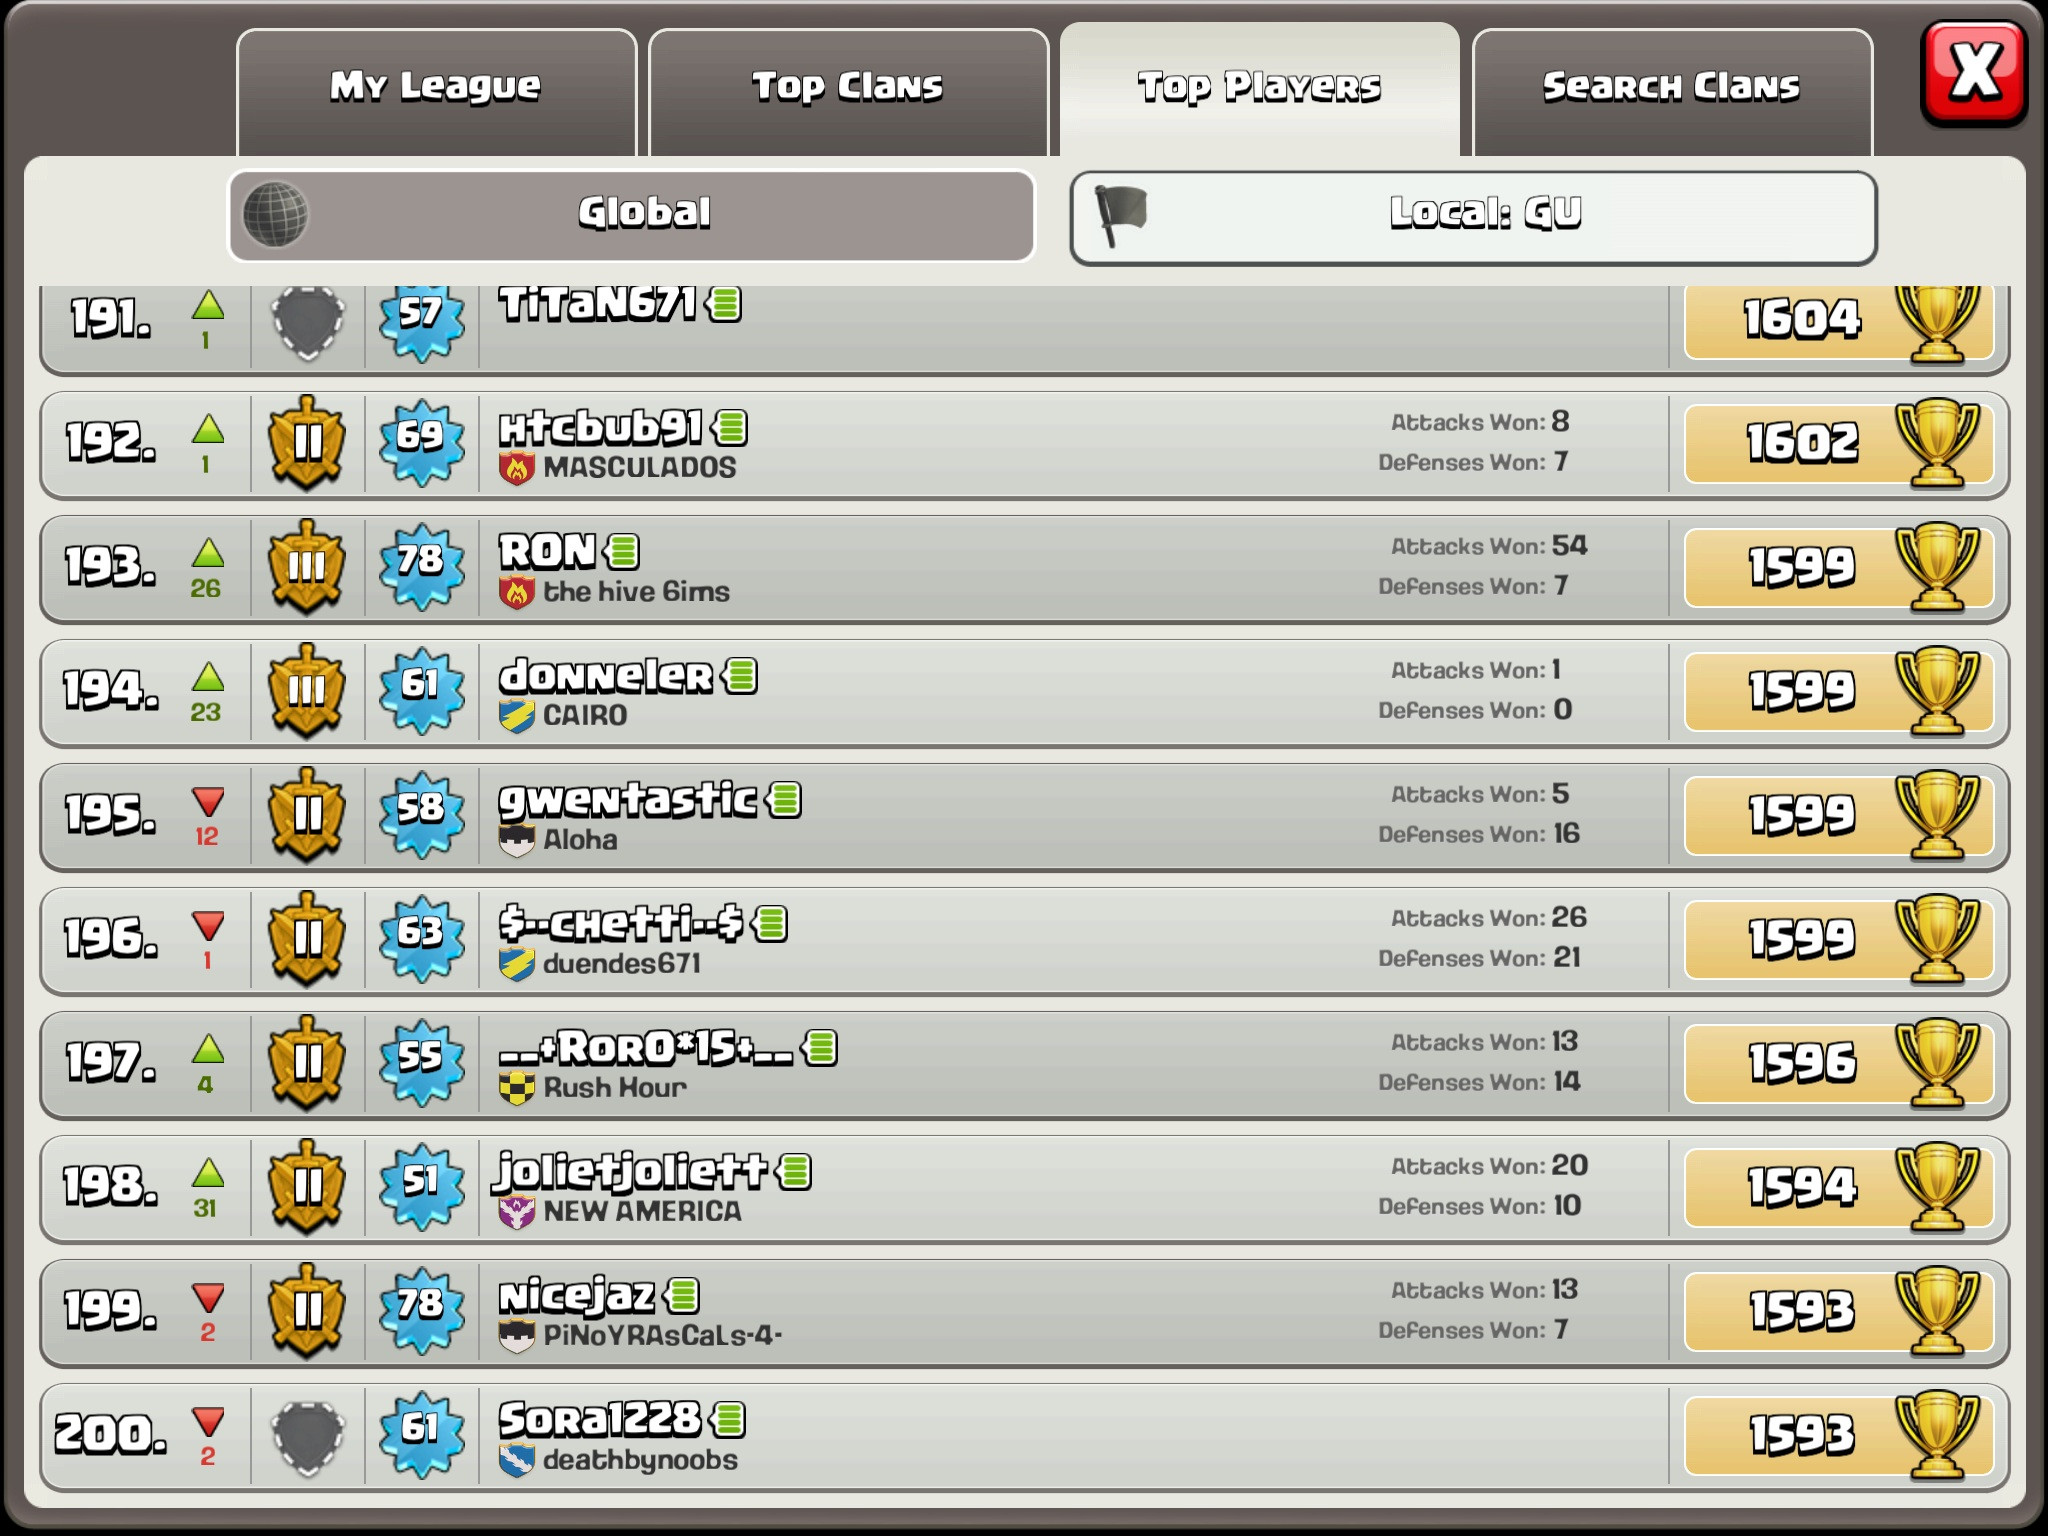 My League
Top Clans
Top Players
Search Clans
X
Global
Local: GU
191. 1 57 TiTaN671 1604
192. 1 II 69 Htcbub91 Attacks Won: 8 1602
MASCULADOS Defenses Won: 7
193. 26 III 78 RON Attacks Won: 54 1599
the hive 6ims Defenses Won: 7
194. 23 III 61 donneler Attacks Won: 1 1599
CAIRO Defenses Won: 0
195. 12 II 58 gwentastic Attacks Won: 5 1599
Aloha Defenses Won: 16
196. 1 II 63 $--cHetti--$ Attacks Won: 26 1599
duendes671 Defenses Won: 21
197. 4 II 55 __+RorO*15+__ Attacks Won: 13 1596
Rush Hour Defenses Won: 14
198. 31 II 51 jolietjoliett Attacks Won: 20 1594
NEW AMERICA Defenses Won: 10
199. 2 II 78 Nicejaz Attacks Won: 13 1593
PiNoYRAsCaLs-4- Defenses Won: 7
200. 2 61 Sora1228 1593
deathbynoobs